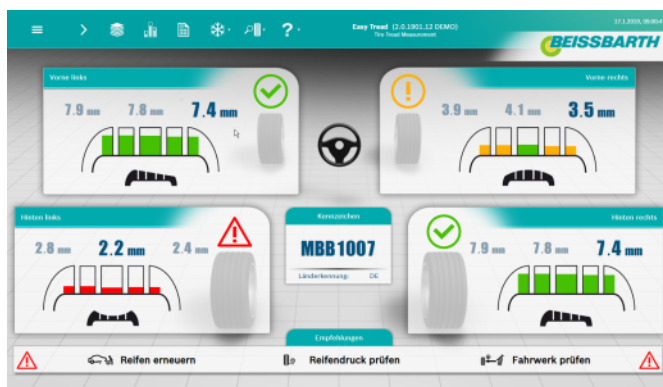 Easy Tread (2.0.1901.12 DEMO)
Tire Tread Measurement
BEISSBARTH
Vorne links
7.9 mm 7.8 mm 7.4 mm
Vorne rechts
3.9 mm 4.1 mm 3.5 mm
Hinten links
2.8 mm 2.2 mm 2.4 mm
Kennzeichen
MBB1007
Länderkennung: DE
Hinten rechts
7.9 mm 7.8 mm 7.4 mm
Empfehlungen
Reifen erneuern Reifendruck prüfen Fahrwerk prüfen